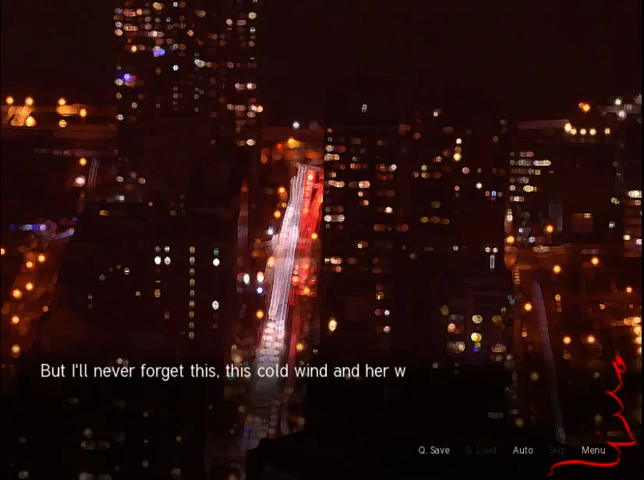 But I'll never forget this, this cold wind and her w
Q. Save Q. Load Auto Skip Menu